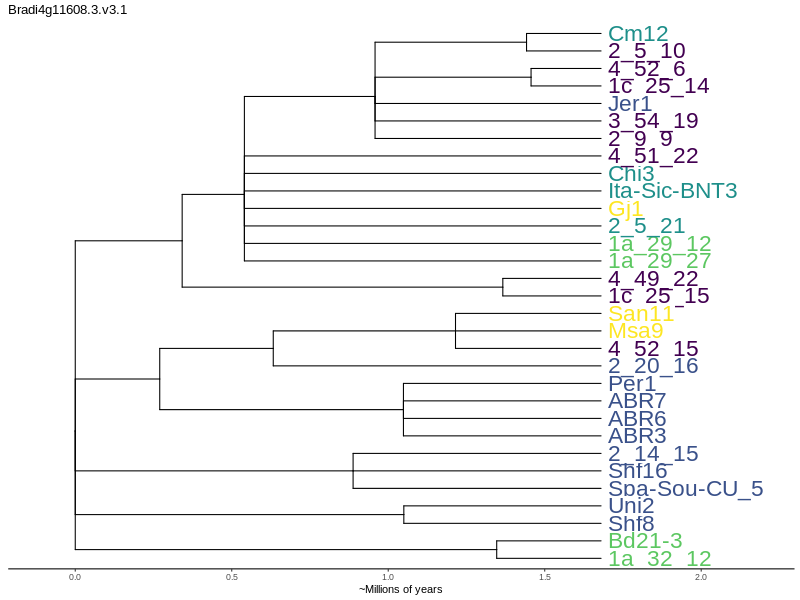 Bradi4g11608.3.v3.1
Cm12
2_5_10
4_52_6
1c_25_14
Jer1
3_54_19
2_9_9
4_51_22
Chi3
Ita-Sic-BNT3
Gj1
2_5_21
1a_29_12
1a_29_27
4_49_22
1c_25_15
San11
Msa9
4_52_15
2_20_16
Per1
ABR7
ABR6
ABR3
2_14_15
Shf16
Spa-Sou-CU_5
Uni2
Shf8
Bd21-3
1a_32_12
0.0 0.5 1.0 1.5 2.0
~Millions of years